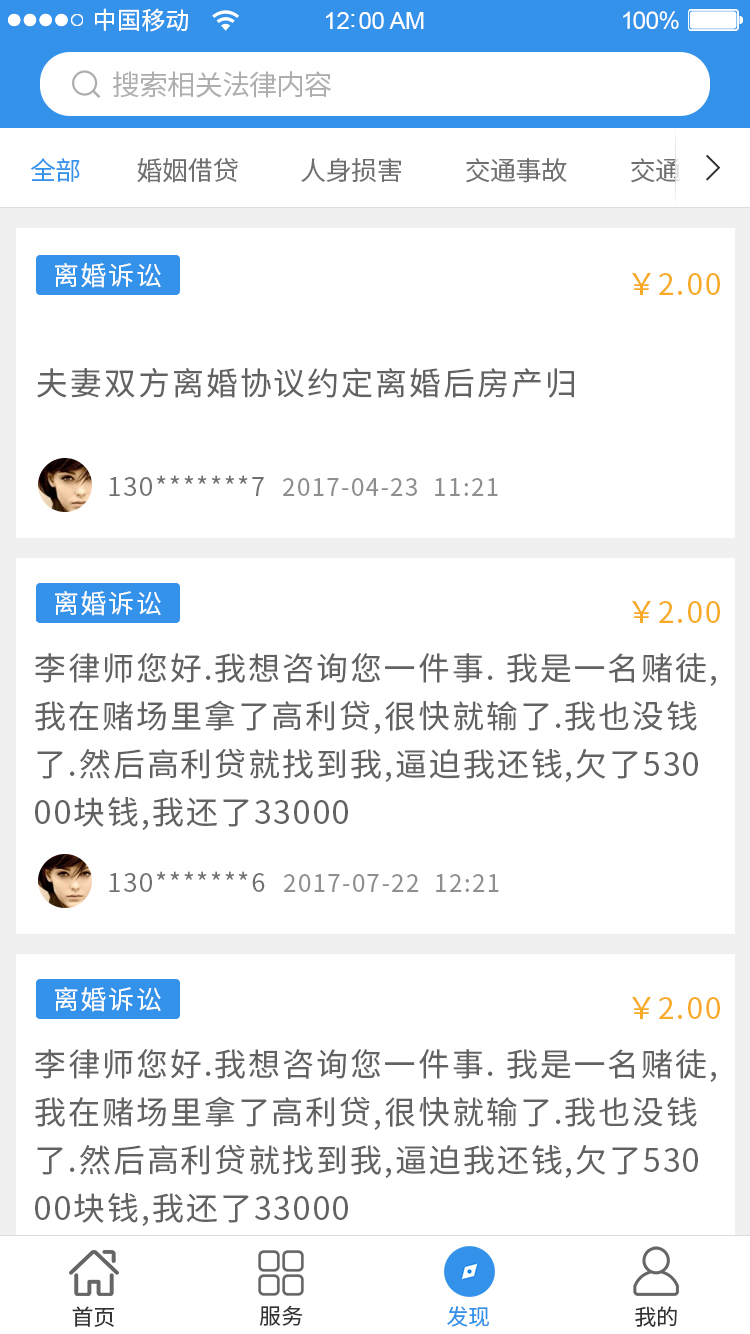 中国移动 12:00 AM 100%
搜索相关法律内容
全部 婚姻借贷 人身损害 交通事故 交通
离婚诉讼 ￥2.00
夫妻双方离婚协议约定离婚后房产归
130*******7 2017-04-23 11:21
离婚诉讼 ￥2.00
李律师您好.我想咨询您一件事. 我是一名赌徒,
我在赌场里拿了高利贷,很快就输了.我也没钱
了.然后高利贷就找到我,逼迫我还钱,欠了530
00块钱,我还了33000
130*******6 2017-07-22 12:21
离婚诉讼 ￥2.00
李律师您好.我想咨询您一件事. 我是一名赌徒,
我在赌场里拿了高利贷,很快就输了.我也没钱
了.然后高利贷就找到我,逼迫我还钱,欠了530
00块钱,我还了33000
首页 服务 发现 我的